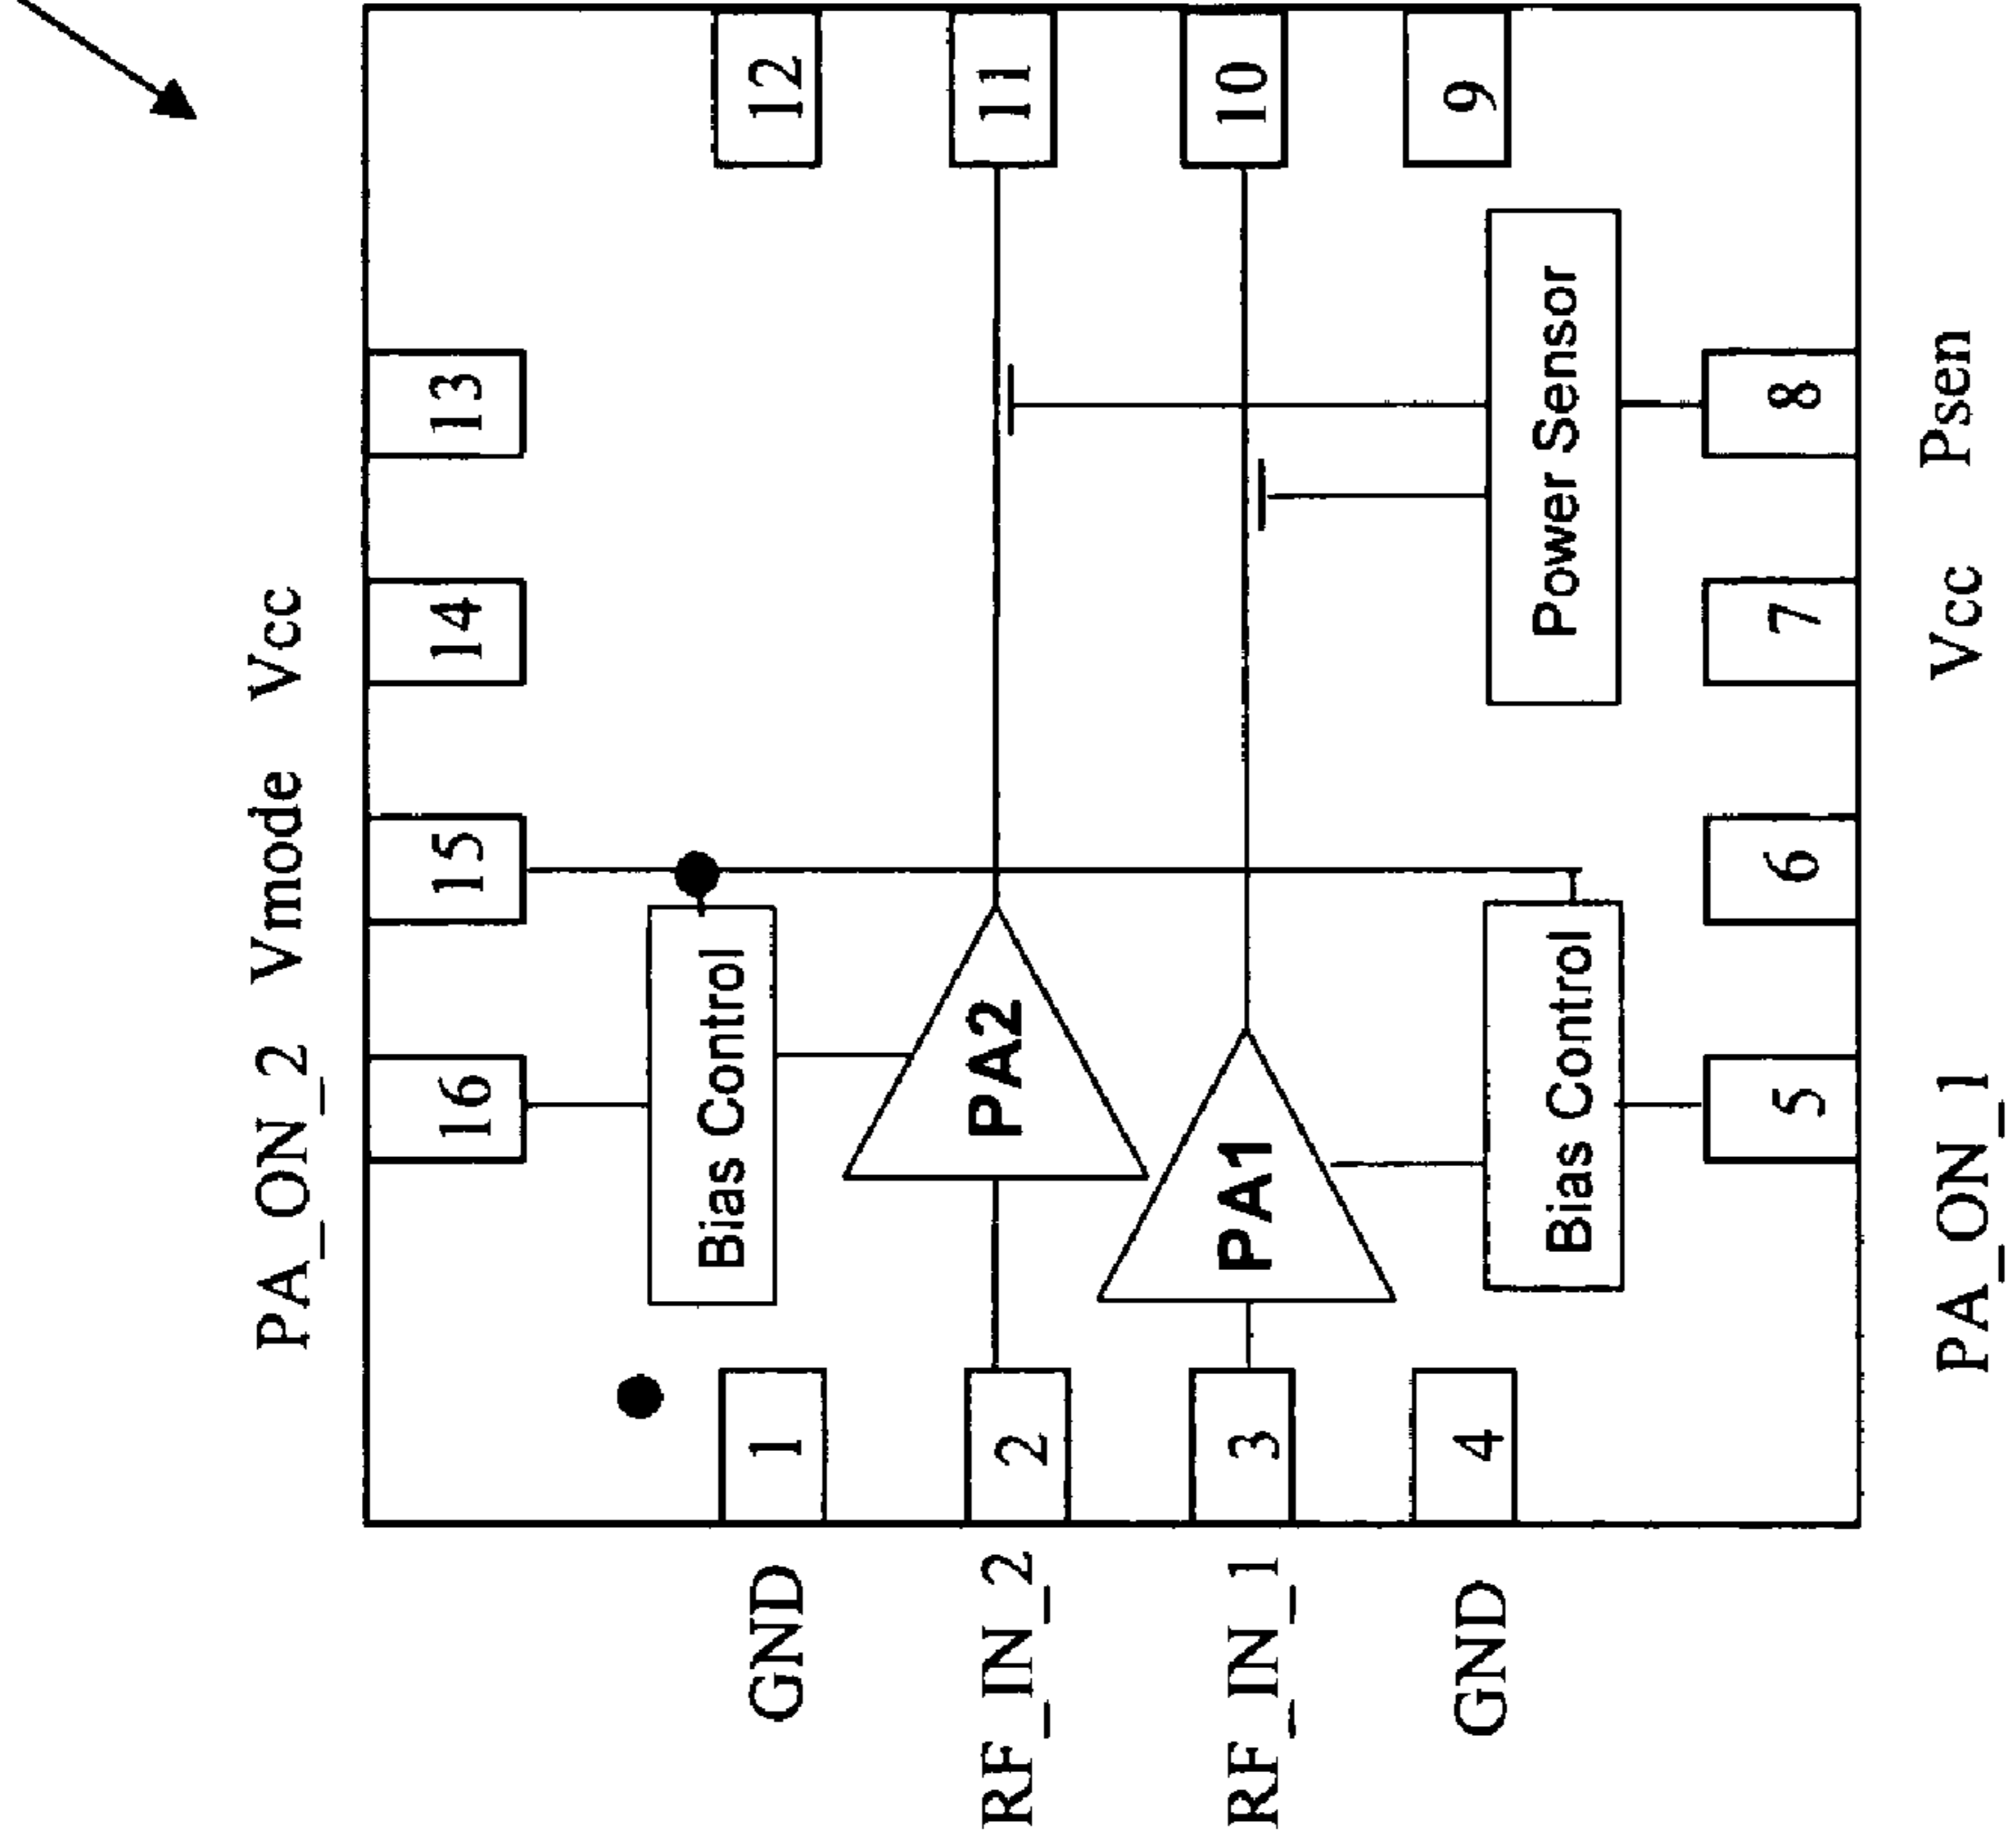 PA_ON_2 Vmode Vcc
16 15 14 13
Bias Control
1 12
GND
PA2
2 11
RF_IN_2
PA1
3 10
RF_IN_1
4 9
GND
Bias Control Power Sensor
5 6 7 8
PA_ON_1 Vcc Psen